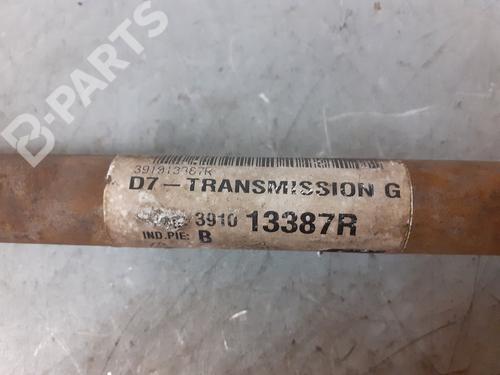 B-PARTS
391013387R
D7-TRANSMISSION G
3910 13387R
IND.PIE: B